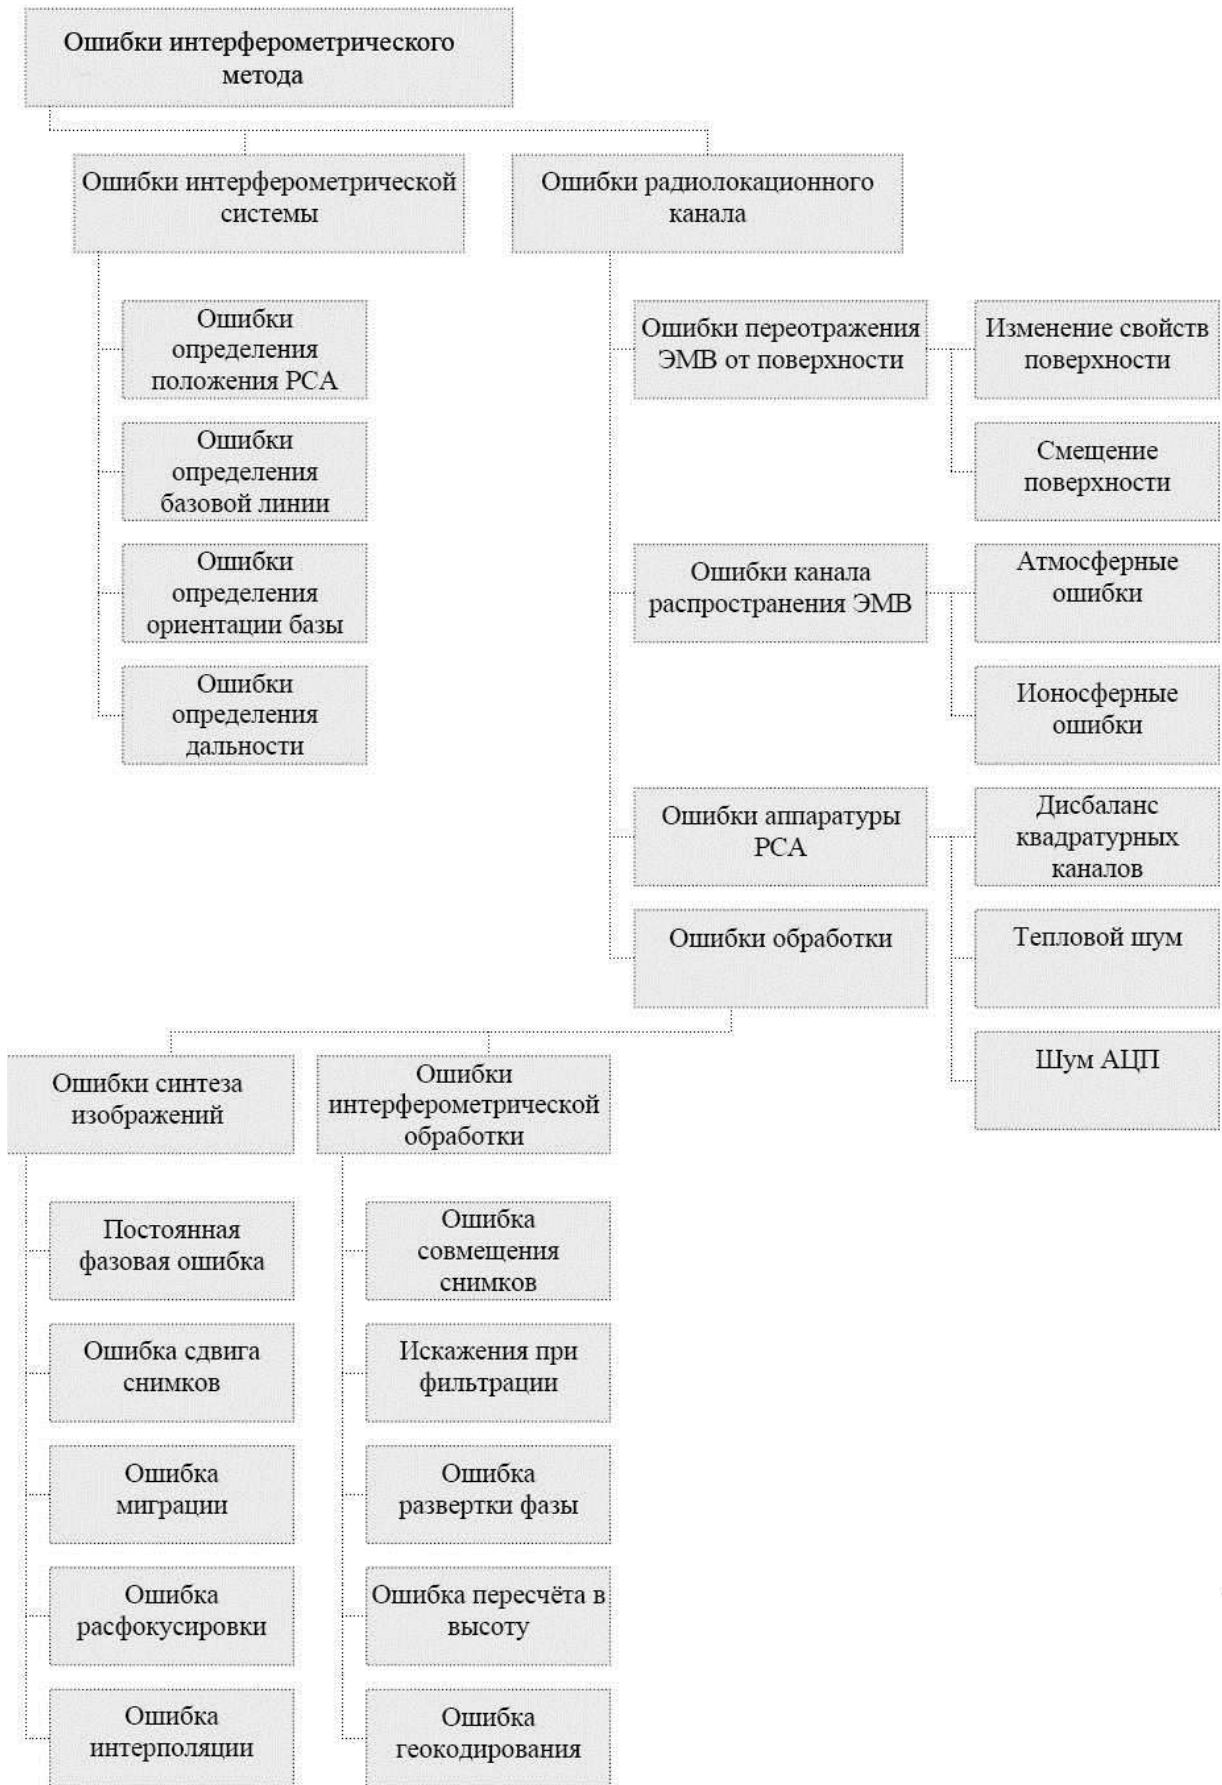 Ошибки интерферометрического
метода
Ошибки интерферометрической
системы
Ошибки радиолокационного
канала
Ошибки
определения
положения РСА
Ошибки
определения
базовой линии
Ошибки
определения
ориентации базы
Ошибки
определения
дальности
Ошибки переотражения
ЭМВ от поверхности
Изменение свойств
поверхности
Смещение
поверхности
Ошибки канала
распространения ЭМВ
Атмосферные
ошибки
Ионосферные
ошибки
Ошибки аппаратуры
РСА
Дисбаланс
квадратурных
каналов
Тепловой шум
Шум АЦП
Ошибки обработки
Ошибки синтеза
изображений
Постоянная
фазовая ошибка
Ошибка сдвига
снимков
Ошибка
миграции
Ошибка
расфокусировки
Ошибка
интерполяции
Ошибки
интерферометрической
обработки
Ошибка
совмещения
снимков
Искажения при
фильтрации
Ошибка
развертки фазы
Ошибка пересчёта в
высоту
Ошибка
геокодирования